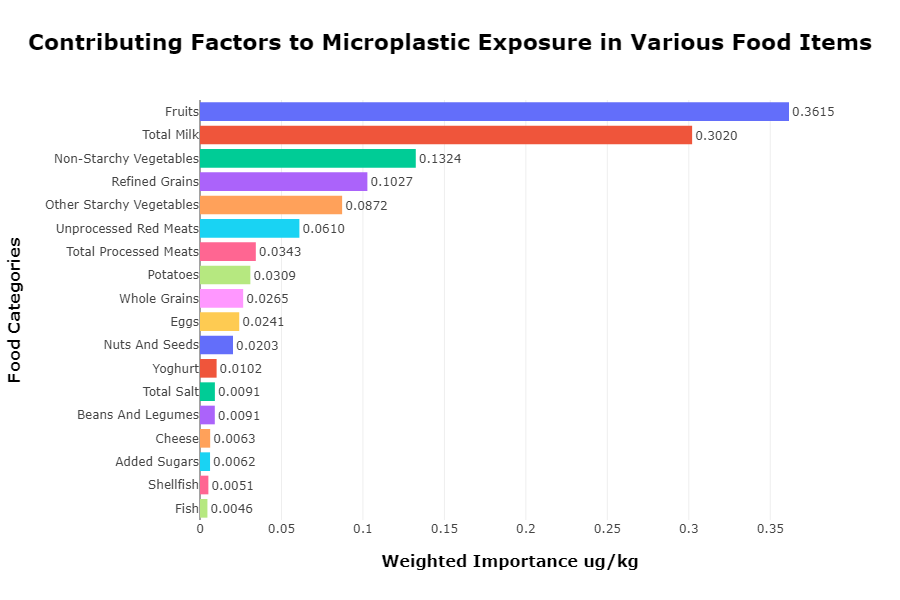 Contributing Factors to Microplastic Exposure in Various Food Items
Food Categories
Fruits 0.3615
Total Milk 0.3020
Non-Starchy Vegetables 0.1324
Refined Grains 0.1027
Other Starchy Vegetables 0.0872
Unprocessed Red Meats 0.0610
Total Processed Meats 0.0343
Potatoes 0.0309
Whole Grains 0.0265
Eggs 0.0241
Nuts And Seeds 0.0203
Yoghurt 0.0102
Total Salt 0.0091
Beans And Legumes 0.0091
Cheese 0.0063
Added Sugars 0.0062
Shellfish 0.0051
Fish 0.0046
0 0.05 0.1 0.15 0.2 0.25 0.3 0.35
Weighted Importance ug/kg